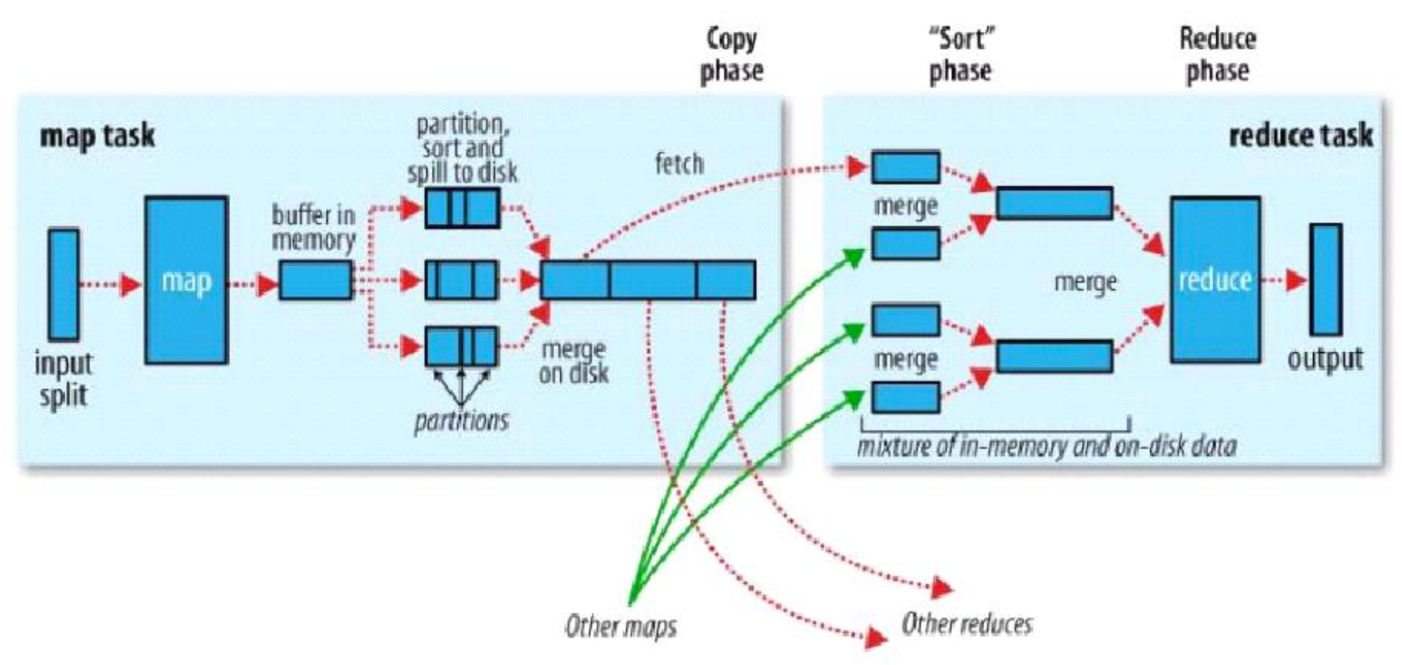 Copy
phase
"Sort"
phase
Reduce
phase
map task
reduce task
partition,
sort and
spill to disk
fetch
buffer in
memory
map
input
split
merge
on disk
partitions
merge
merge
merge
reduce
output
mixture of in-memory and on-disk data
Other maps
Other reduces